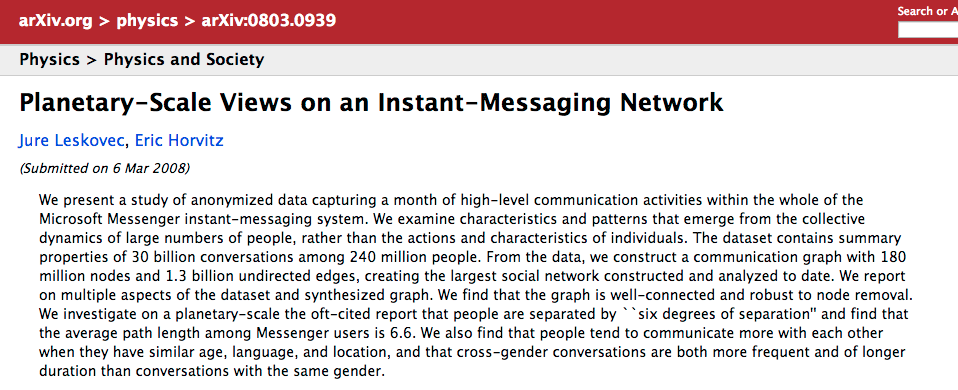 arXiv.org > physics > arXiv:0803.0939
Search or A
Physics > Physics and Society
Planetary-Scale Views on an Instant-Messaging Network
Jure Leskovec, Eric Horvitz
(Submitted on 6 Mar 2008)
We present a study of anonymized data capturing a month of high-level communication activities within the whole of the
Microsoft Messenger instant-messaging system. We examine characteristics and patterns that emerge from the collective
dynamics of large numbers of people, rather than the actions and characteristics of individuals. The dataset contains summary
properties of 30 billion conversations among 240 million people. From the data, we construct a communication graph with 180
million nodes and 1.3 billion undirected edges, creating the largest social network constructed and analyzed to date. We report
on multiple aspects of the dataset and synthesized graph. We find that the graph is well-connected and robust to node removal.
We investigate on a planetary-scale the oft-cited report that people are separated by ``six degrees of separation" and find that
the average path length among Messenger users is 6.6. We also find that people tend to communicate more with each other
when they have similar age, language, and location, and that cross-gender conversations are both more frequent and of longer
duration than conversations with the same gender.